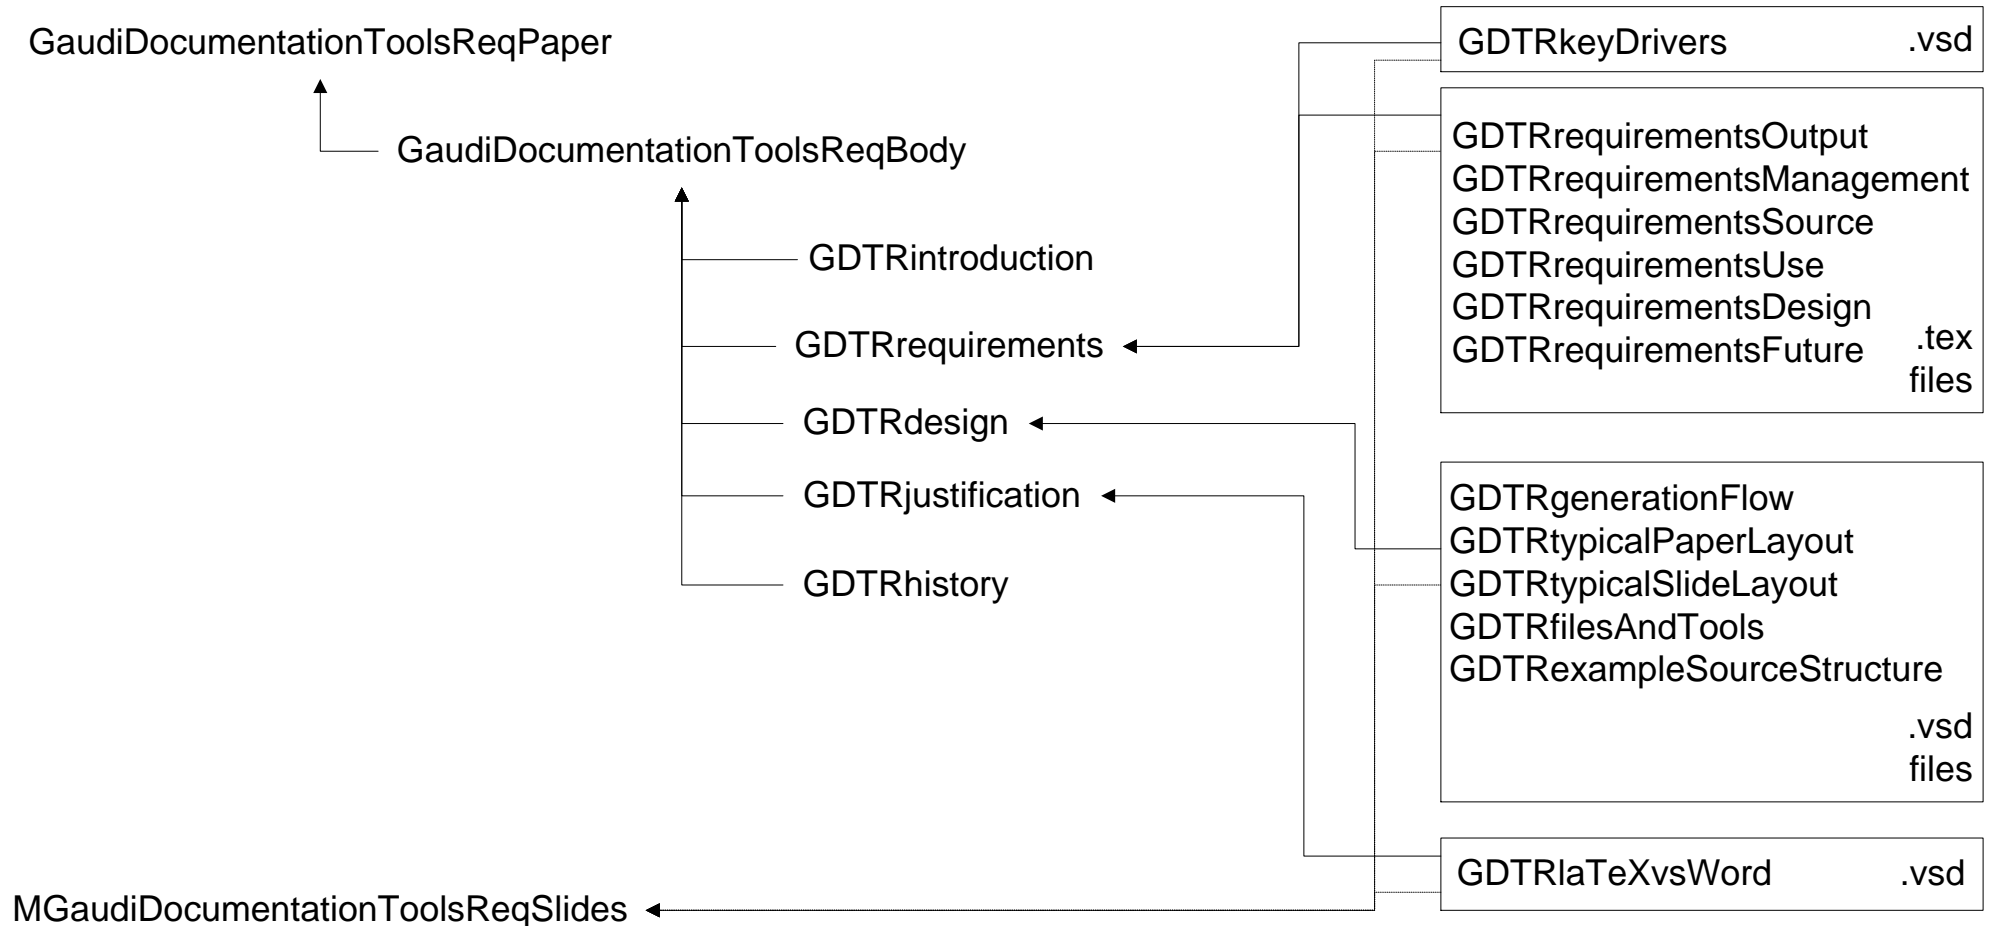 GaudiDocumentationToolsReqPaper
GaudiDocumentationToolsReqBody
GDTRintroduction
GDTRrequirements
GDTRdesign
GDTRjustification
GDTRhistory
MGaudiDocumentationToolsReqSlides
GDTRkeyDrivers .vsd
GDTRrequirementsOutput
GDTRrequirementsManagement
GDTRrequirementsSource
GDTRrequirementsUse
GDTRrequirementsDesign
GDTRrequirementsFuture
.tex
files
GDTRgenerationFlow
GDTRtypicalPaperLayout
GDTRtypicalSlideLayout
GDTRfilesAndTools
GDTRexampleSourceStructure
.vsd
files
GDTRlaTeXvsWord .vsd